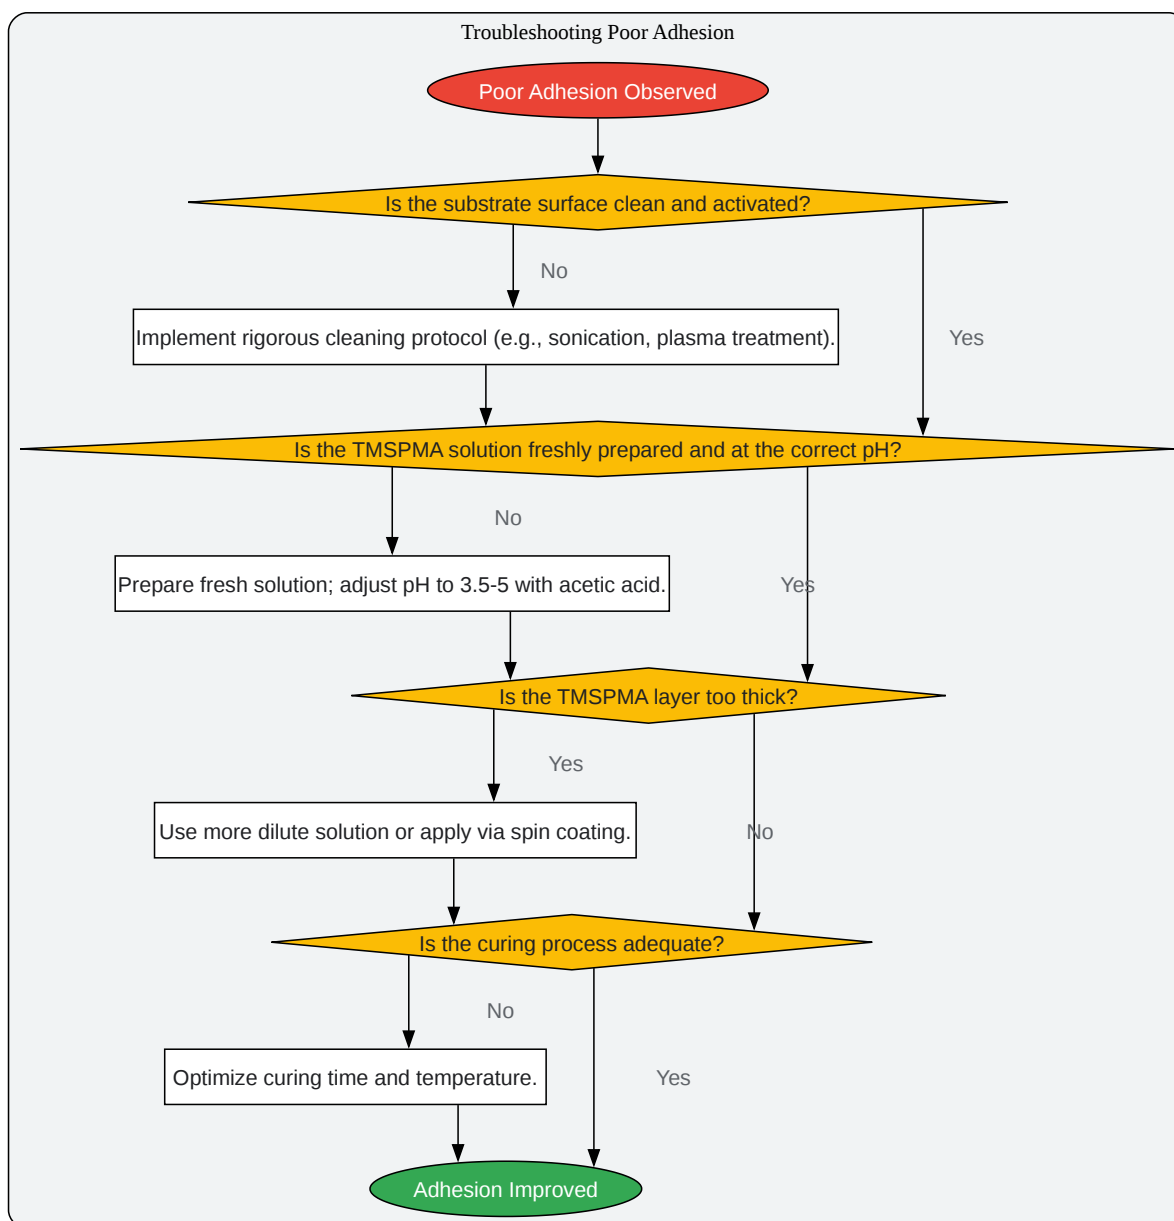 Troubleshooting Poor Adhesion
Poor Adhesion Observed
Is the substrate surface clean and activated?
No
Implement rigorous cleaning protocol (e.g., sonication, plasma treatment).
Yes
Is the TMSPMA solution freshly prepared and at the correct pH?
No
Prepare fresh solution; adjust pH to 3.5-5 with acetic acid.
Yes
Is the TMSPMA layer too thick?
Yes
Use more dilute solution or apply via spin coating.
No
Is the curing process adequate?
No
Optimize curing time and temperature.
Yes
Adhesion Improved